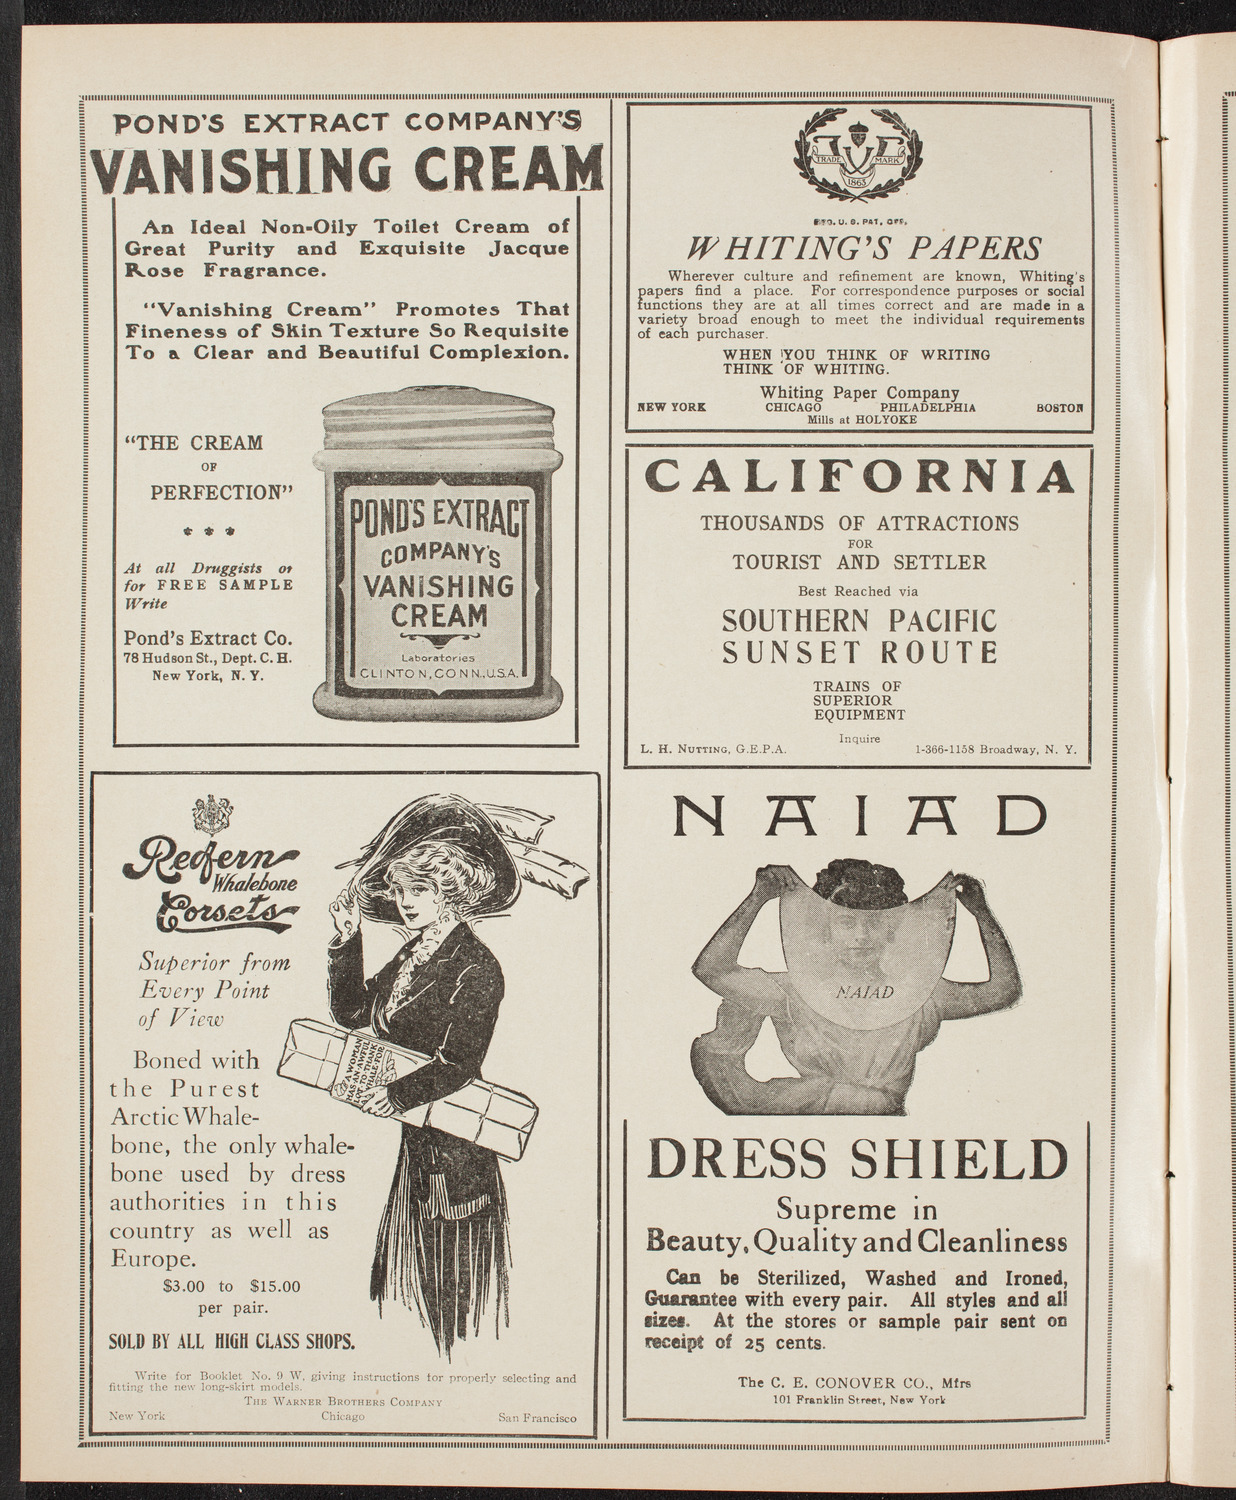 POND'S EXTRACT COMPANY'S
VANISHING CREAM
An Ideal Non-Oily Toilet Cream of
Great Purity and Exquisite Jacque
Rose Fragrance.
"Vanishing Cream" Promotes That
Fineness of Skin Texture So Requisite
To a Clear and Beautiful Complexion.
"THE CREAM
OF
PERFECTION"
* * *
At all Druggists or
for FREE SAMPLE
Write
Pond's Extract Co.
78 Hudson St., Dept. C. H.
New York, N. Y.
POND'S EXTRACT
COMPANY'S
VANISHING
CREAM
Laboratories
CLINTON, CONN., U.S.A.
Redfern
Whalebone
Corsets
Superior from
Every Point
of View
Boned with
the Purest
Arctic Whale-
bone, the only whale-
bone used by dress
authorities in this
country as well as
Europe.
$3.00 to $15.00
per pair.
SOLD BY ALL HIGH CLASS SHOPS.
A WOMAN
HAS AN AWFUL
LOT TO THANK
WHALE FOR
Write for Booklet No. 9 W, giving instructions for properly selecting and
fitting the new long-skirt models.
THE WARNER BROTHERS COMPANY
New York Chicago San Francisco
TRADE MARK
1863
REG. U. S. PAT. OFF.
WHITING'S PAPERS
Wherever culture and refinement are known, Whiting's
papers find a place. For correspondence purposes or social
functions they are at all times correct and are made in a
variety broad enough to meet the individual requirements
of each purchaser.
WHEN YOU THINK OF WRITING
THINK OF WHITING.
Whiting Paper Company
NEW YORK CHICAGO PHILADELPHIA BOSTON
Mills at HOLYOKE
CALIFORNIA
THOUSANDS OF ATTRACTIONS
FOR
TOURIST AND SETTLER
Best Reached via
SOUTHERN PACIFIC
SUNSET ROUTE
TRAINS OF
SUPERIOR
EQUIPMENT
Inquire
L. H. NUTTING, G.E.P.A. 1-366-1158 Broadway, N. Y.
NAIAD
NAIAD
DRESS SHIELD
Supreme in
Beauty, Quality and Cleanliness
Can be Sterilized, Washed and Ironed,
Guarantee with every pair. All styles and all
sizes. At the stores or sample pair sent on
receipt of 25 cents.
The C. E. CONOVER CO., Mfrs
101 Franklin Street, New York